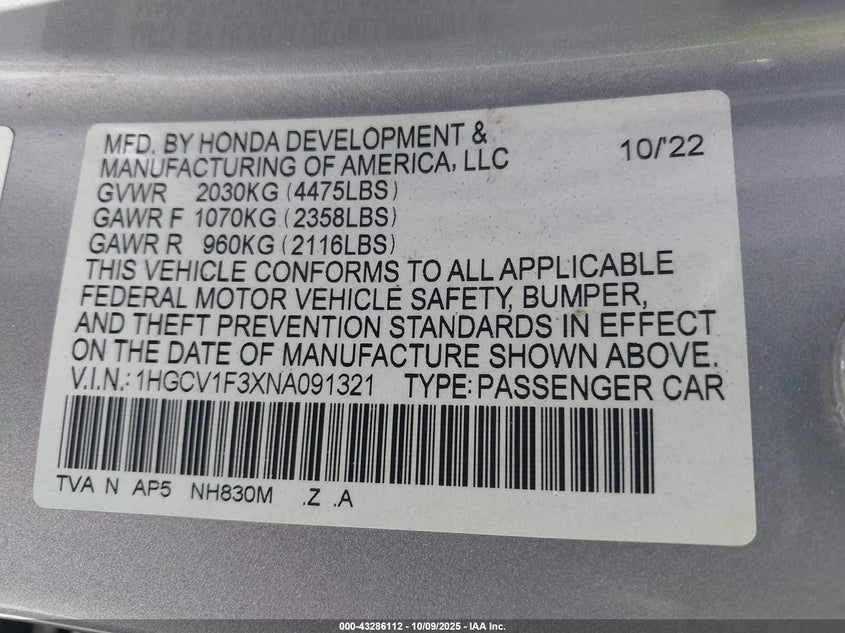 MFD. BY HONDA DEVELOPMENT & MANUFACTURING OF AMERICA, LLC 10/'22
GVWR 2030KG (4475LBS)
GAWR F 1070KG (2358LBS)
GAWR R 960KG (2116LBS)
THIS VEHICLE CONFORMS TO ALL APPLICABLE
FEDERAL MOTOR VEHICLE SAFETY, BUMPER,
AND THEFT PREVENTION STANDARDS IN EFFECT
ON THE DATE OF MANUFACTURE SHOWN ABOVE.
V.I.N.: 1HGCV1F3XNA091321 TYPE: PASSENGER CAR
TVA N AP5 NH830M .Z .A
000-43286112 - 10/09/2025 - IAA Inc.